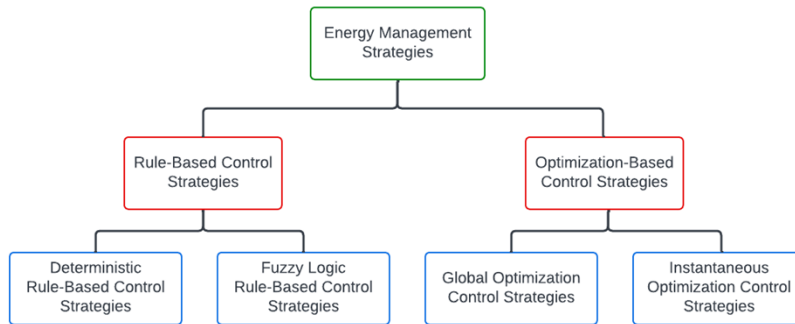 Energy Management
Strategies
Rule-Based Control
Strategies
Optimization-Based
Control Strategies
Deterministic
Rule-Based Control
Strategies
Fuzzy Logic
Rule-Based Control
Strategies
Global Optimization
Control Strategies
Instantaneous
Optimization Control
Strategies